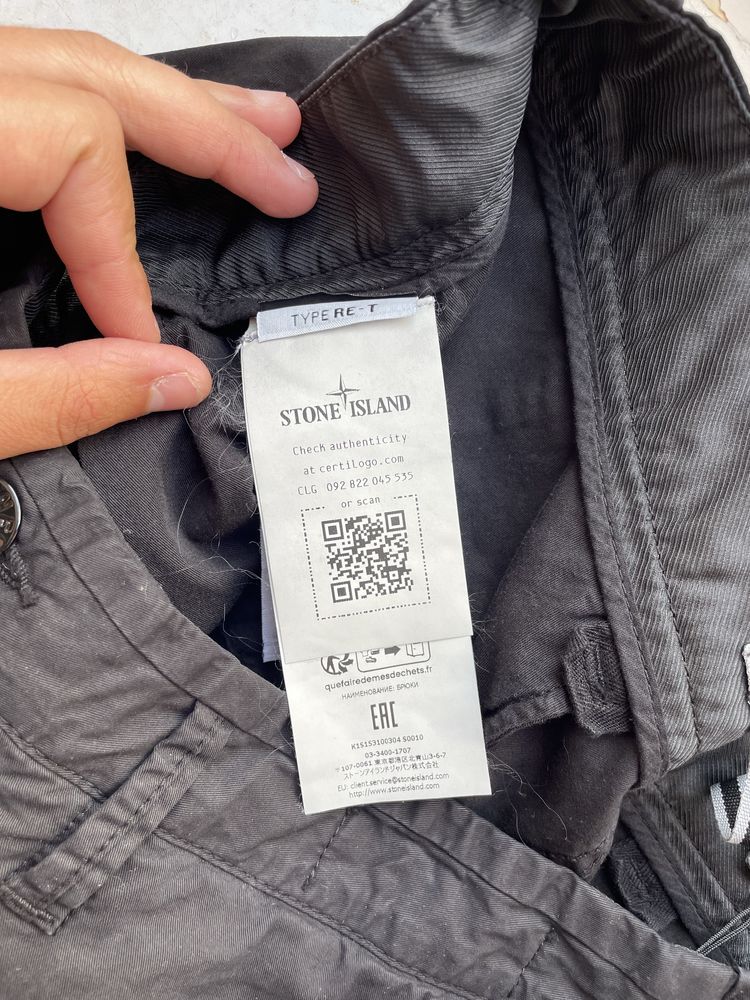 TYPE RE-T
STONE ISLAND
Check authenticity
at certilogo.com
CLG 092 822 045 535
or scan
quefairedemesdechets.fr
НАИМЕНОВАНИЕ: БРЮКИ
EAC
K1S153100304 S0010
03-3400-1707
〒107-0061 東京都港区北青山3-6-7
ストーンアイランドジャパン株式会社
EU: client.service@stoneisland.com
http://www.stoneisland.com